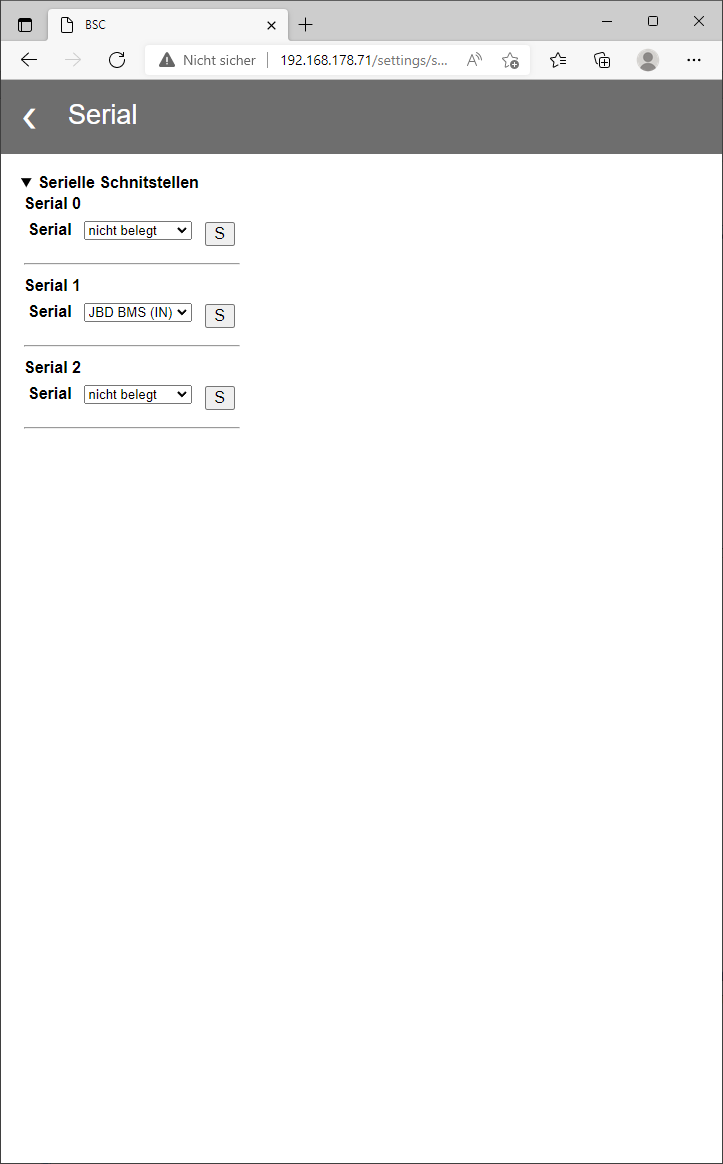 BSC
Nicht sicher 192.168.178.71/settings/s...
Serial
Serielle Schnitstellen
Serial 0
Serial nicht belegt S
Serial 1
Serial JBD BMS (IN) S
Serial 2
Serial nicht belegt S